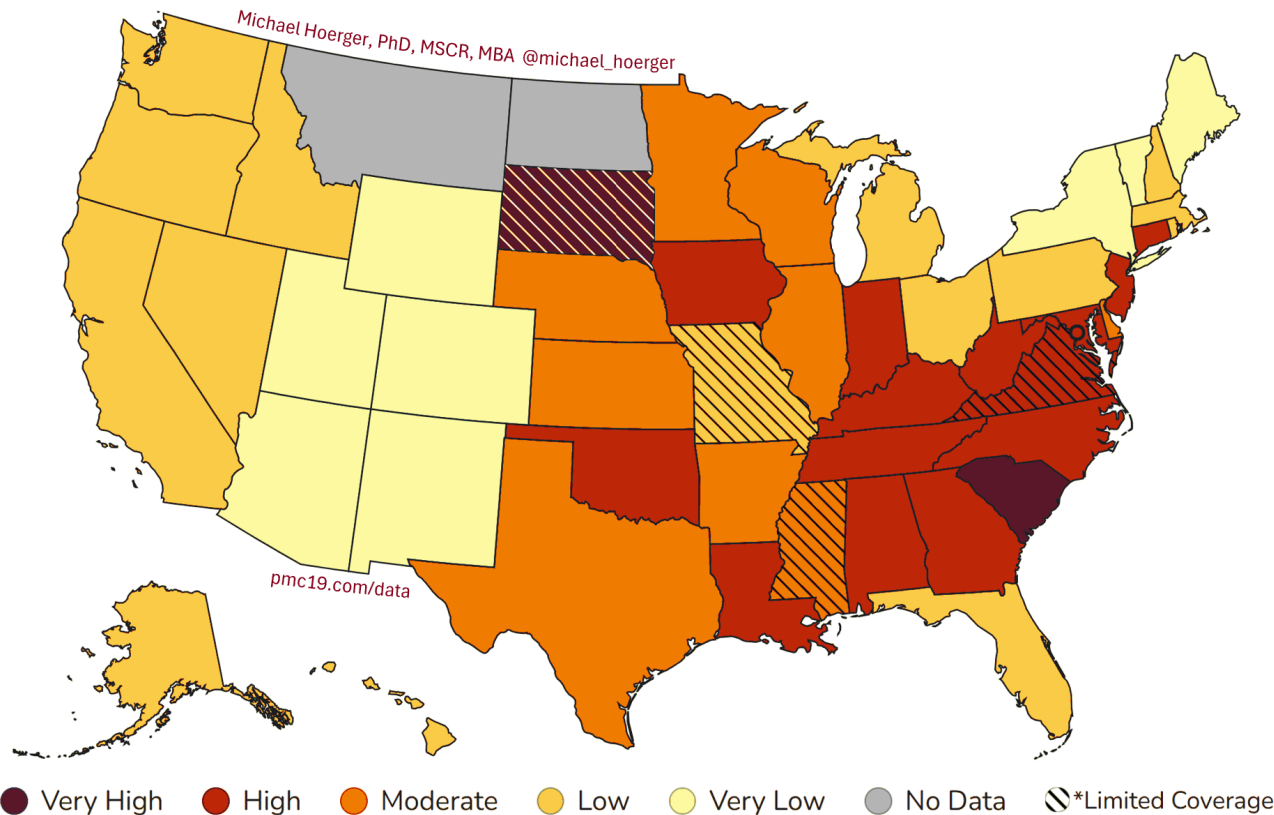 Michael Hoerger, PhD, MSCR, MBA @michael_hoerger
pmc19.com/data
Very High
High
Moderate
Low
Very Low
No Data
*Limited Coverage